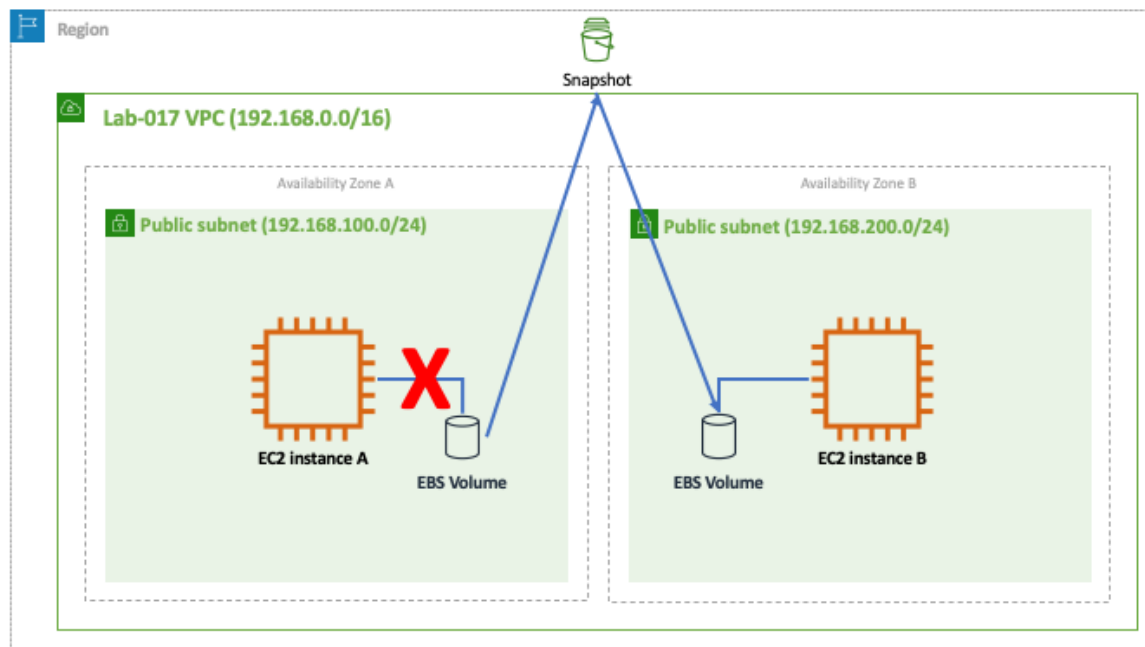 Region
Snapshot
Lab-017 VPC (192.168.0.0/16)
Availability Zone A
Availability Zone B
Public subnet (192.168.100.0/24)
Public subnet (192.168.200.0/24)
X
EC2 instance A
EC2 instance B
EBS Volume
EBS Volume